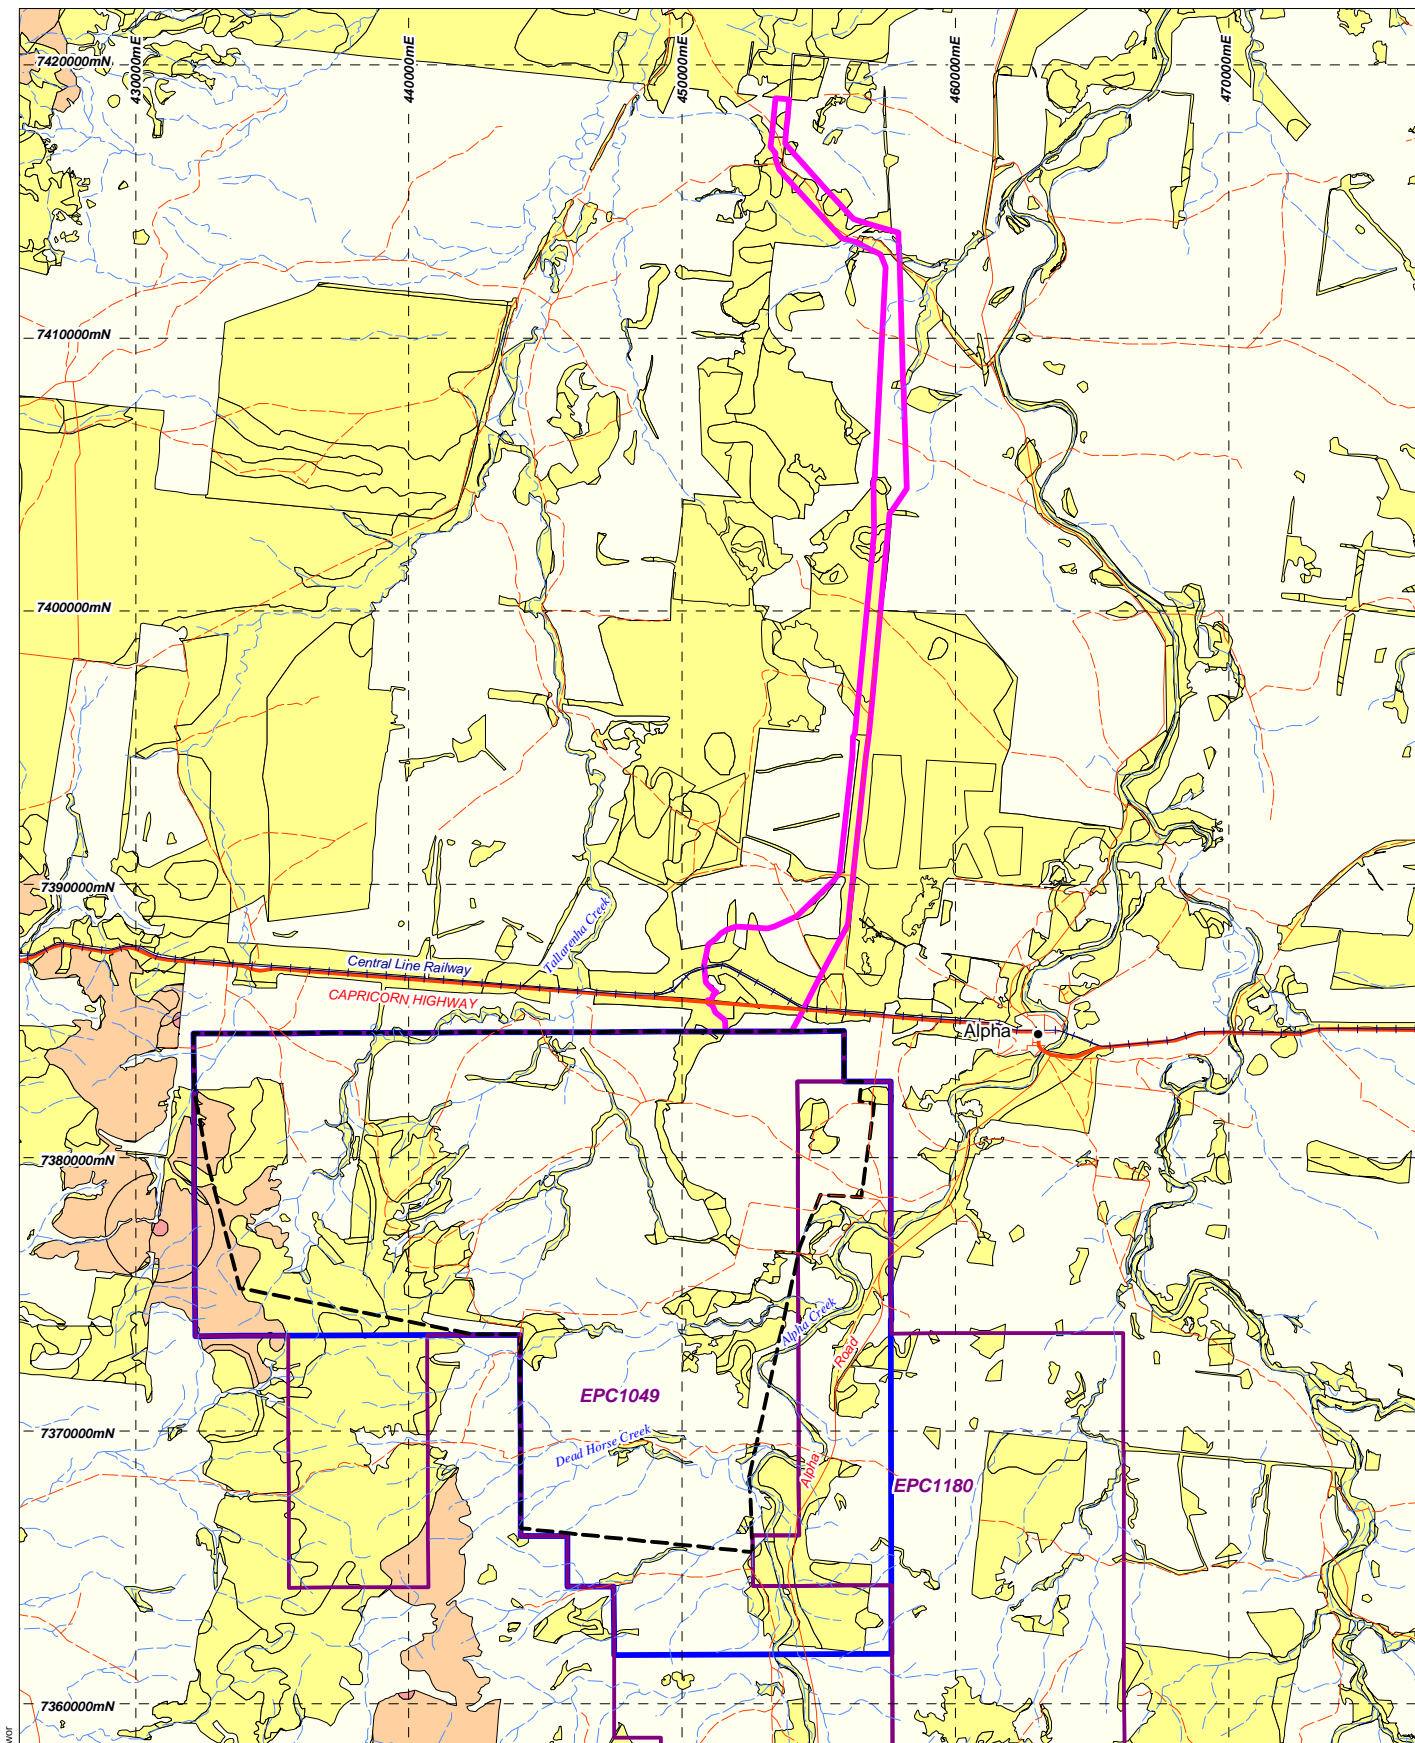 7420000mN
430000mE
440000mE
450000mE
460000mE
470000mE
7410000mN
7400000mN
7390000mN
Tallarenha Creek
Central Line Railway
CAPRICORN HIGHWAY
Alpha
7380000mN
Alpha Creek
Road
EPC1049
7370000mN
Dead Horse Creek
Alpha
EPC1180
7360000mN
wor